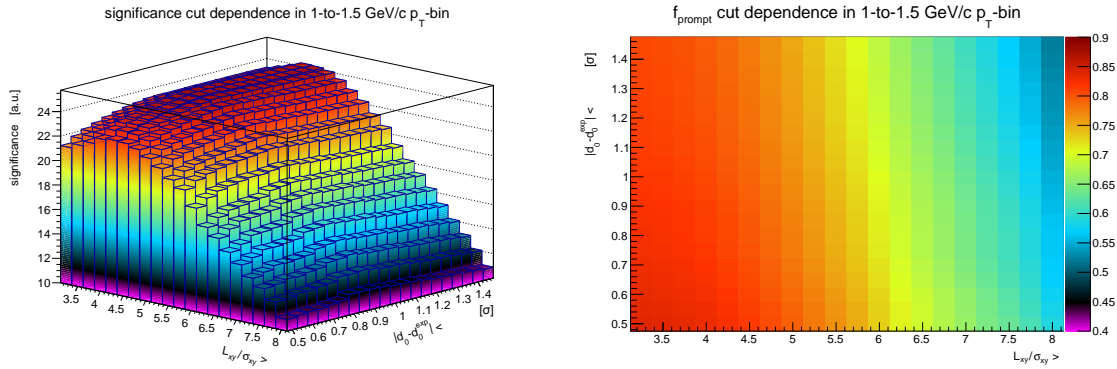 significance cut dependence in 1-to-1.5 GeV/c p_T-bin
significance [a.u.]
24
22
20
18
16
14
12
10
3.5 4 4.5 5 5.5 6 6.5 7 7.5 8
L_xy/σ_xy >
0.5 0.6 0.7 0.8 0.9 1 1.1 1.2 1.3 1.4
|d_0-d_0^exp| <
[σ]
f_prompt cut dependence in 1-to-1.5 GeV/c p_T-bin
|d_0-d_0^exp| < [σ]
1.4
1.3
1.2
1.1
1
0.9
0.8
0.7
0.6
0.5
3.5 4 4.5 5 5.5 6 6.5 7 7.5 8
L_xy/σ_xy >
0.9
0.85
0.8
0.75
0.7
0.65
0.6
0.55
0.5
0.45
0.4